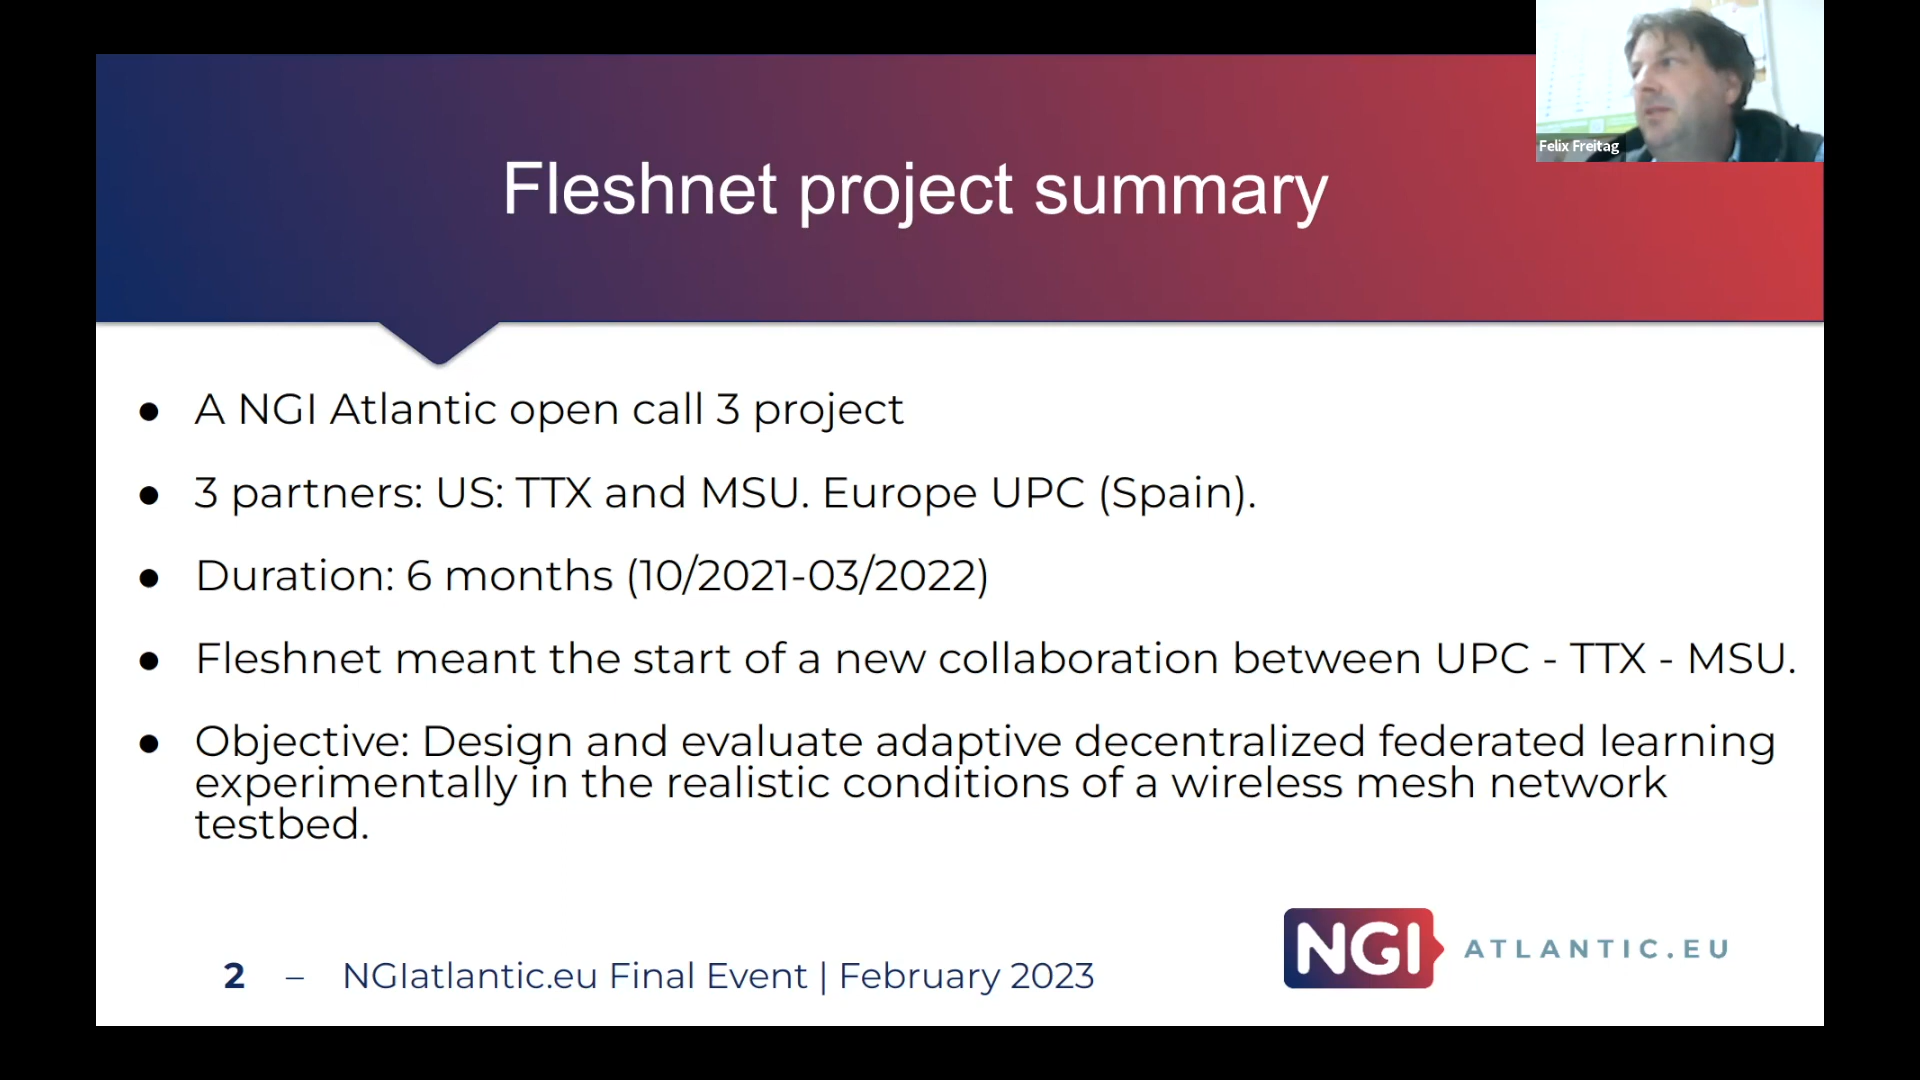 Felix Freitag
Fleshnet project summary
● A NGI Atlantic open call 3 project
● 3 partners: US: TTX and MSU. Europe UPC (Spain).
● Duration: 6 months (10/2021-03/2022)
● Fleshnet meant the start of a new collaboration between UPC - TTX - MSU.
● Objective: Design and evaluate adaptive decentralized federated learning
experimentally in the realistic conditions of a wireless mesh network
testbed.
2 – NGIatlantic.eu Final Event | February 2023
NGI ATLANTIC.EU